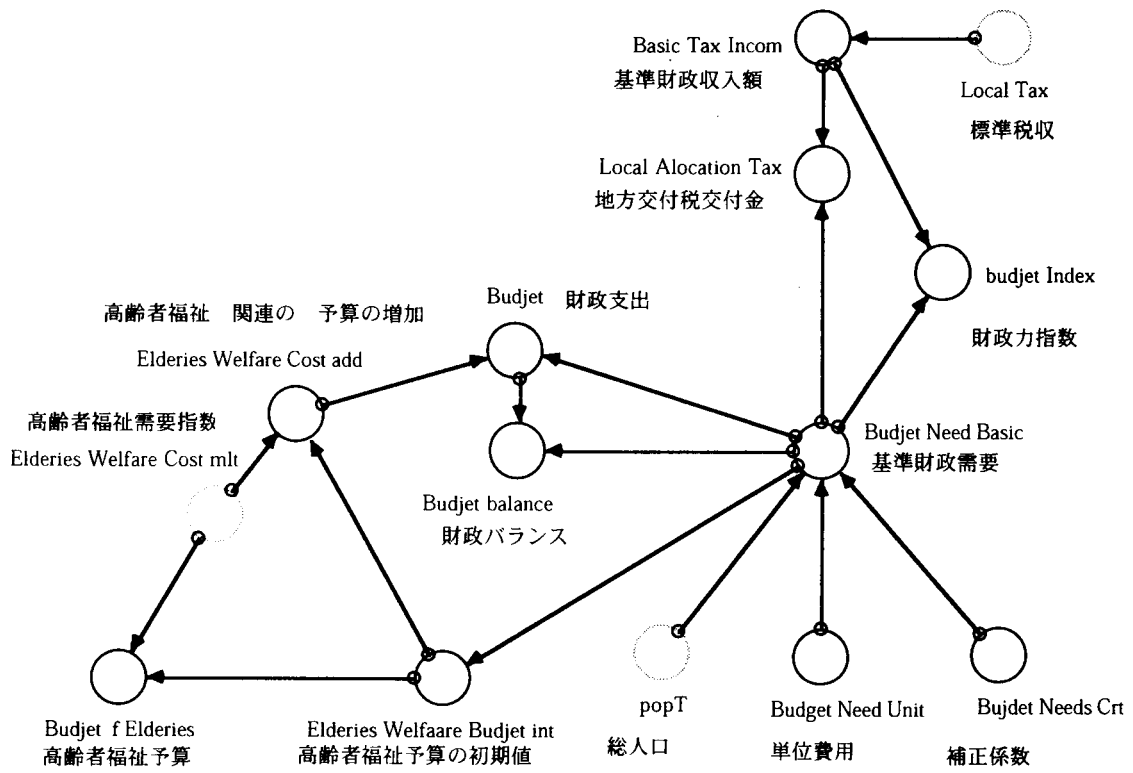 Basic Tax Incom
基準財政収入額
Local Tax
標準税収
Local Alocation Tax
地方交付税交付金
budjet Index
財政力指数
Budjet 財政支出
高齢者福祉 関連の 予算の増加
Elderies Welfare Cost add
高齢者福祉需要指数
Elderies Welfare Cost mlt
Budjet Need Basic
基準財政需要
Budjet balance
財政バランス
popT
総人口
Budget Need Unit
単位費用
Bujdet Needs Crt
補正係数
Budjet f Elderies
高齢者福祉予算
Elderies Welfaare Budjet int
高齢者福祉予算の初期値